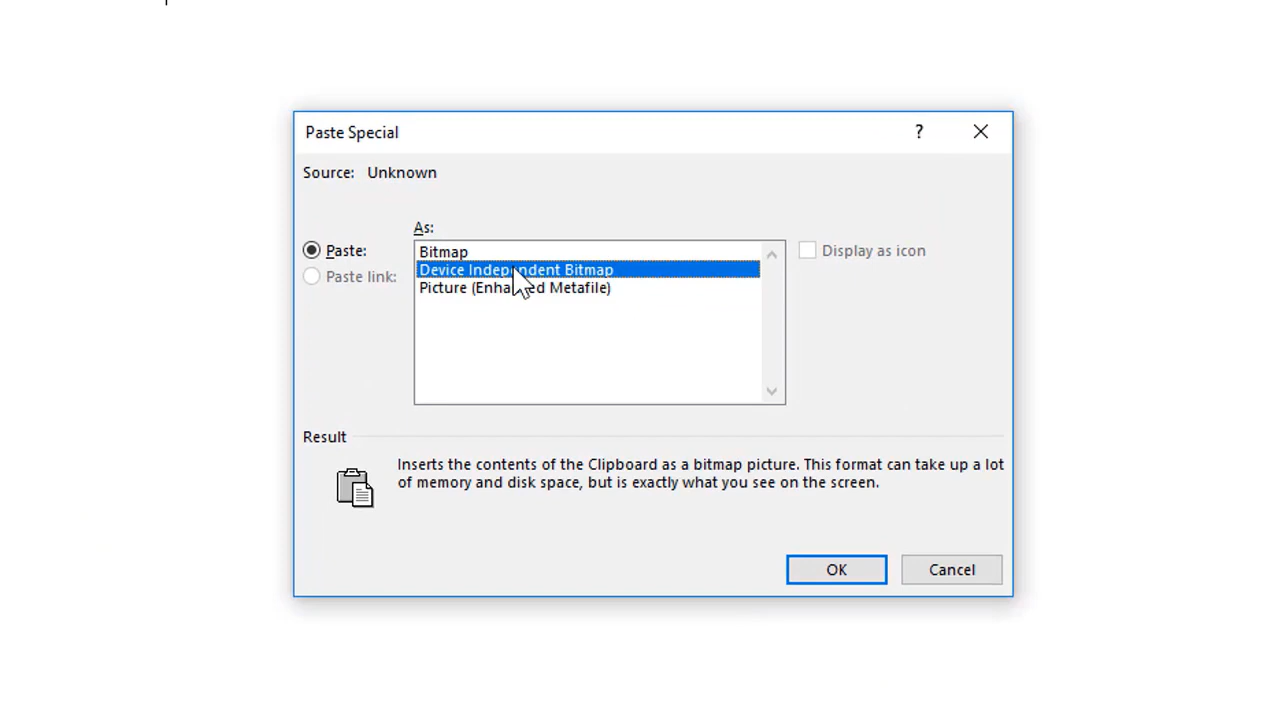 Paste Special ?
Source: Unknown
As:
Paste:
Paste link:
Bitmap
Device Independent Bitmap
Picture (Enhanced Metafile)
Display as icon
Result
Inserts the contents of the Clipboard as a bitmap picture. This format can take up a lot
of memory and disk space, but is exactly what you see on the screen.
OK Cancel